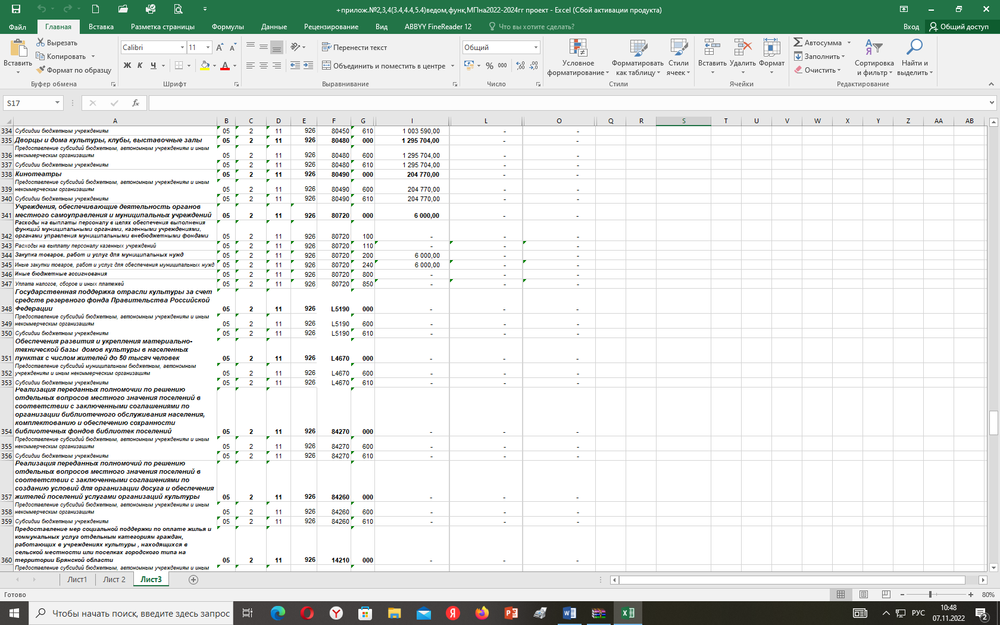 +прилож.№2,3,4(3.4,4.4,5.4)ведом,функ,МПна2022-2024гг проект - Excel (Сбой активации продукта)
Файл Главная Вставка Разметка страницы Формулы Данные Рецензирование Вид ABBYY FineReader 12 Что вы хотите сделать? Вход Общий доступ
Вставить Вырезать Копировать Формат по образцу Буфер обмена
Calibri 11 Ж К Ч А Шрифт
Перенести текст Объединить и поместить в центре Выравнивание
Общий % 000 Число
Условное форматирование Форматировать как таблицу Стили ячеек Стили
Вставить Удалить Формат Ячейки
Автосумма Заполнить Очистить Сортировка и фильтр Найти и выделить Редактирование
S17 fx
A B C D E F G I L O Q R S T U V W X Y Z AA AB
334 Субсидии бюджетным учреждениям 05 2 11 926 80450 610 1 003 590,00 - -
335 Дворцы и дома культуры, клубы, выставочные залы 05 2 11 926 80480 000 1 295 704,00 - -
Предоставление субсидий бюджетным, автономным учреждениям и иным
336 некоммерческим организациям 05 2 11 926 80480 600 1 295 704,00 - -
337 Субсидии бюджетным учреждениям 05 2 11 926 80480 610 1 295 704,00 - -
338 Кинотеатры 05 2 11 926 80490 000 204 770,00 - -
Предоставление субсидий бюджетным, автономным учреждениям и иным
339 некоммерческим организациям 05 2 11 926 80490 600 204 770,00 - -
340 Субсидии бюджетным учреждениям 05 2 11 926 80490 610 204 770,00 - -
Учреждения, обеспечивающие деятельность органов
341 местного самоуправления и муниципальных учреждений 05 2 11 926 80720 000 6 000,00 - -
Расходы на выплаты персоналу в целях обеспечения выполнения
функций муниципальными органами, казенными учреждениями,
342 органами управления муниципальными внебюджетными фондами 05 2 11 926 80720 100 - - -
343 Расходы на выплату персоналу казенных учреждений 05 2 11 926 80720 110 - - -
344 Закупка товаров, работ и услуг для муниципальных нужд 05 2 11 926 80720 200 6 000,00 - -
345 Иные закупки товаров, работ и услуг для обеспечения муниципальных нужд 05 2 11 926 80720 240 6 000,00 - -
346 Иные бюджетные ассигнования 05 2 11 926 80720 800 - - -
347 Уплата налогов, сборов и иных платежей 05 2 11 926 80720 850 - - -
Государственная поддержка отрасли культуры за счет
средств резервного фонда Правительства Российской
348 Федерации 05 2 11 926 L5190 000 - - -
Предоставление субсидий бюджетным, автономным учреждениям и иным
349 некоммерческим организациям 05 2 11 926 L5190 600 - - -
350 Субсидии бюджетным учреждениям 05 2 11 926 L5190 610 - - -
Обеспечения развития и укрепления материально-
технической базы домов культуры в населенных
351 пунктах с числом жителей до 50 тысяч человек 05 2 11 926 L4670 000 - - -
Предоставление субсидий муниципальным бюджетным, автономным
352 учреждениям и иным некоммерческим организациям 05 2 11 926 L4670 600 - - -
353 Субсидии бюджетным учреждениям 05 2 11 926 L4670 610 - - -
Реализация переданных полномочий по решению
отдельных вопросов местного значения поселений в
соответствии с заключенными соглашениями по
организации библиотечного обслуживания населения,
комплектованию и обеспечению сохранности
354 библиотечных фондов библиотек поселений 05 2 11 926 84270 000 - - -
Предоставление субсидий бюджетным, автономным учреждениям и иным
355 некоммерческим организациям 05 2 11 926 84270 600 - - -
356 Субсидии бюджетным учреждениям 05 2 11 926 84270 610 - - -
Реализация переданных полномочий по решению
отдельных вопросов местного значения поселений в
соответствии с заключенными соглашениями по
созданию условий для организации досуга и обеспечения
357 жителей поселений услугами организаций культуры 05 2 11 926 84260 000 - - -
Предоставление субсидий бюджетным, автономным учреждениям и иным
358 некоммерческим организациям 05 2 11 926 84260 600 - - -
359 Субсидии бюджетным учреждениям 05 2 11 926 84260 610 - - -
Предоставление мер социальной поддержки по оплате жилья и
коммунальных услуг отдельным категориям граждан,
работающих в учреждениях культуры , находящихся в
сельской местности или поселках городского типа на
360 территории Брянской области 05 2 11 926 14210 000 - - -
Предоставление субсидий бюджетным, автономным учреждениям и иным
Лист1 Лист 2 Лист3
Готово 80%
Чтобы начать поиск, введите здесь запрос РУС 10:48
07.11.2022 2